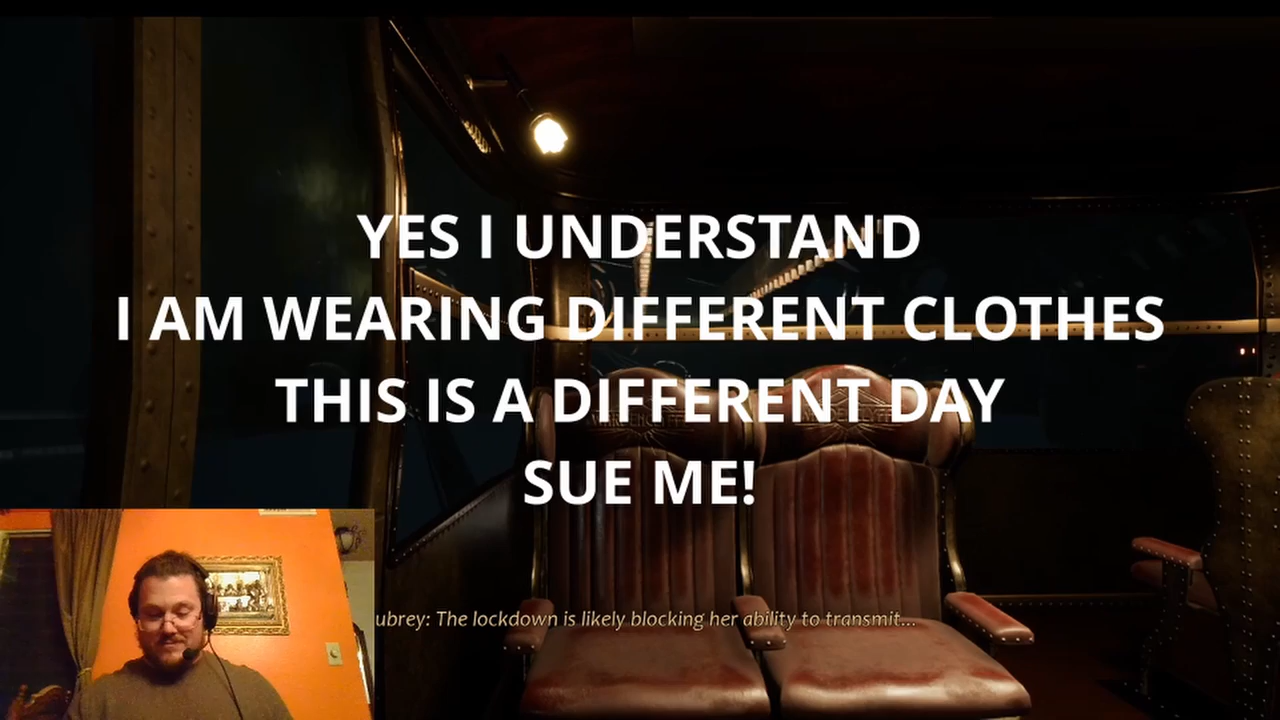 YES I UNDERSTAND
I AM WEARING DIFFERENT CLOTHES
THIS IS A DIFFERENT DAY
SUE ME!
ubrey: The lockdown is likely blocking her ability to transmit...